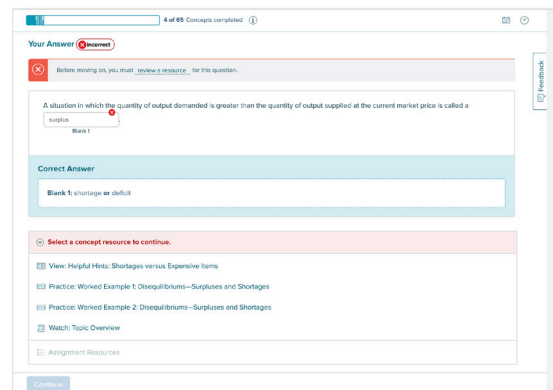 4 of 65 Concepts completed
Your Answer Incorrect
Before moving on, you must review a resource for this question.
Feedback
A situation in which the quantity of output demanded is greater than the quantity of output supplied at the current market price is called a
surplus .
Blank 1
Correct Answer
Blank 1: shortage or deficit
Select a concept resource to continue.
View: Helpful Hints: Shortages versus Expensive Items
Practice: Worked Example 1: Disequilibriums—Surpluses and Shortages
Practice: Worked Example 2: Disequilibriums—Surpluses and Shortages
Watch: Topic Overview
Assignment Resources
Continue